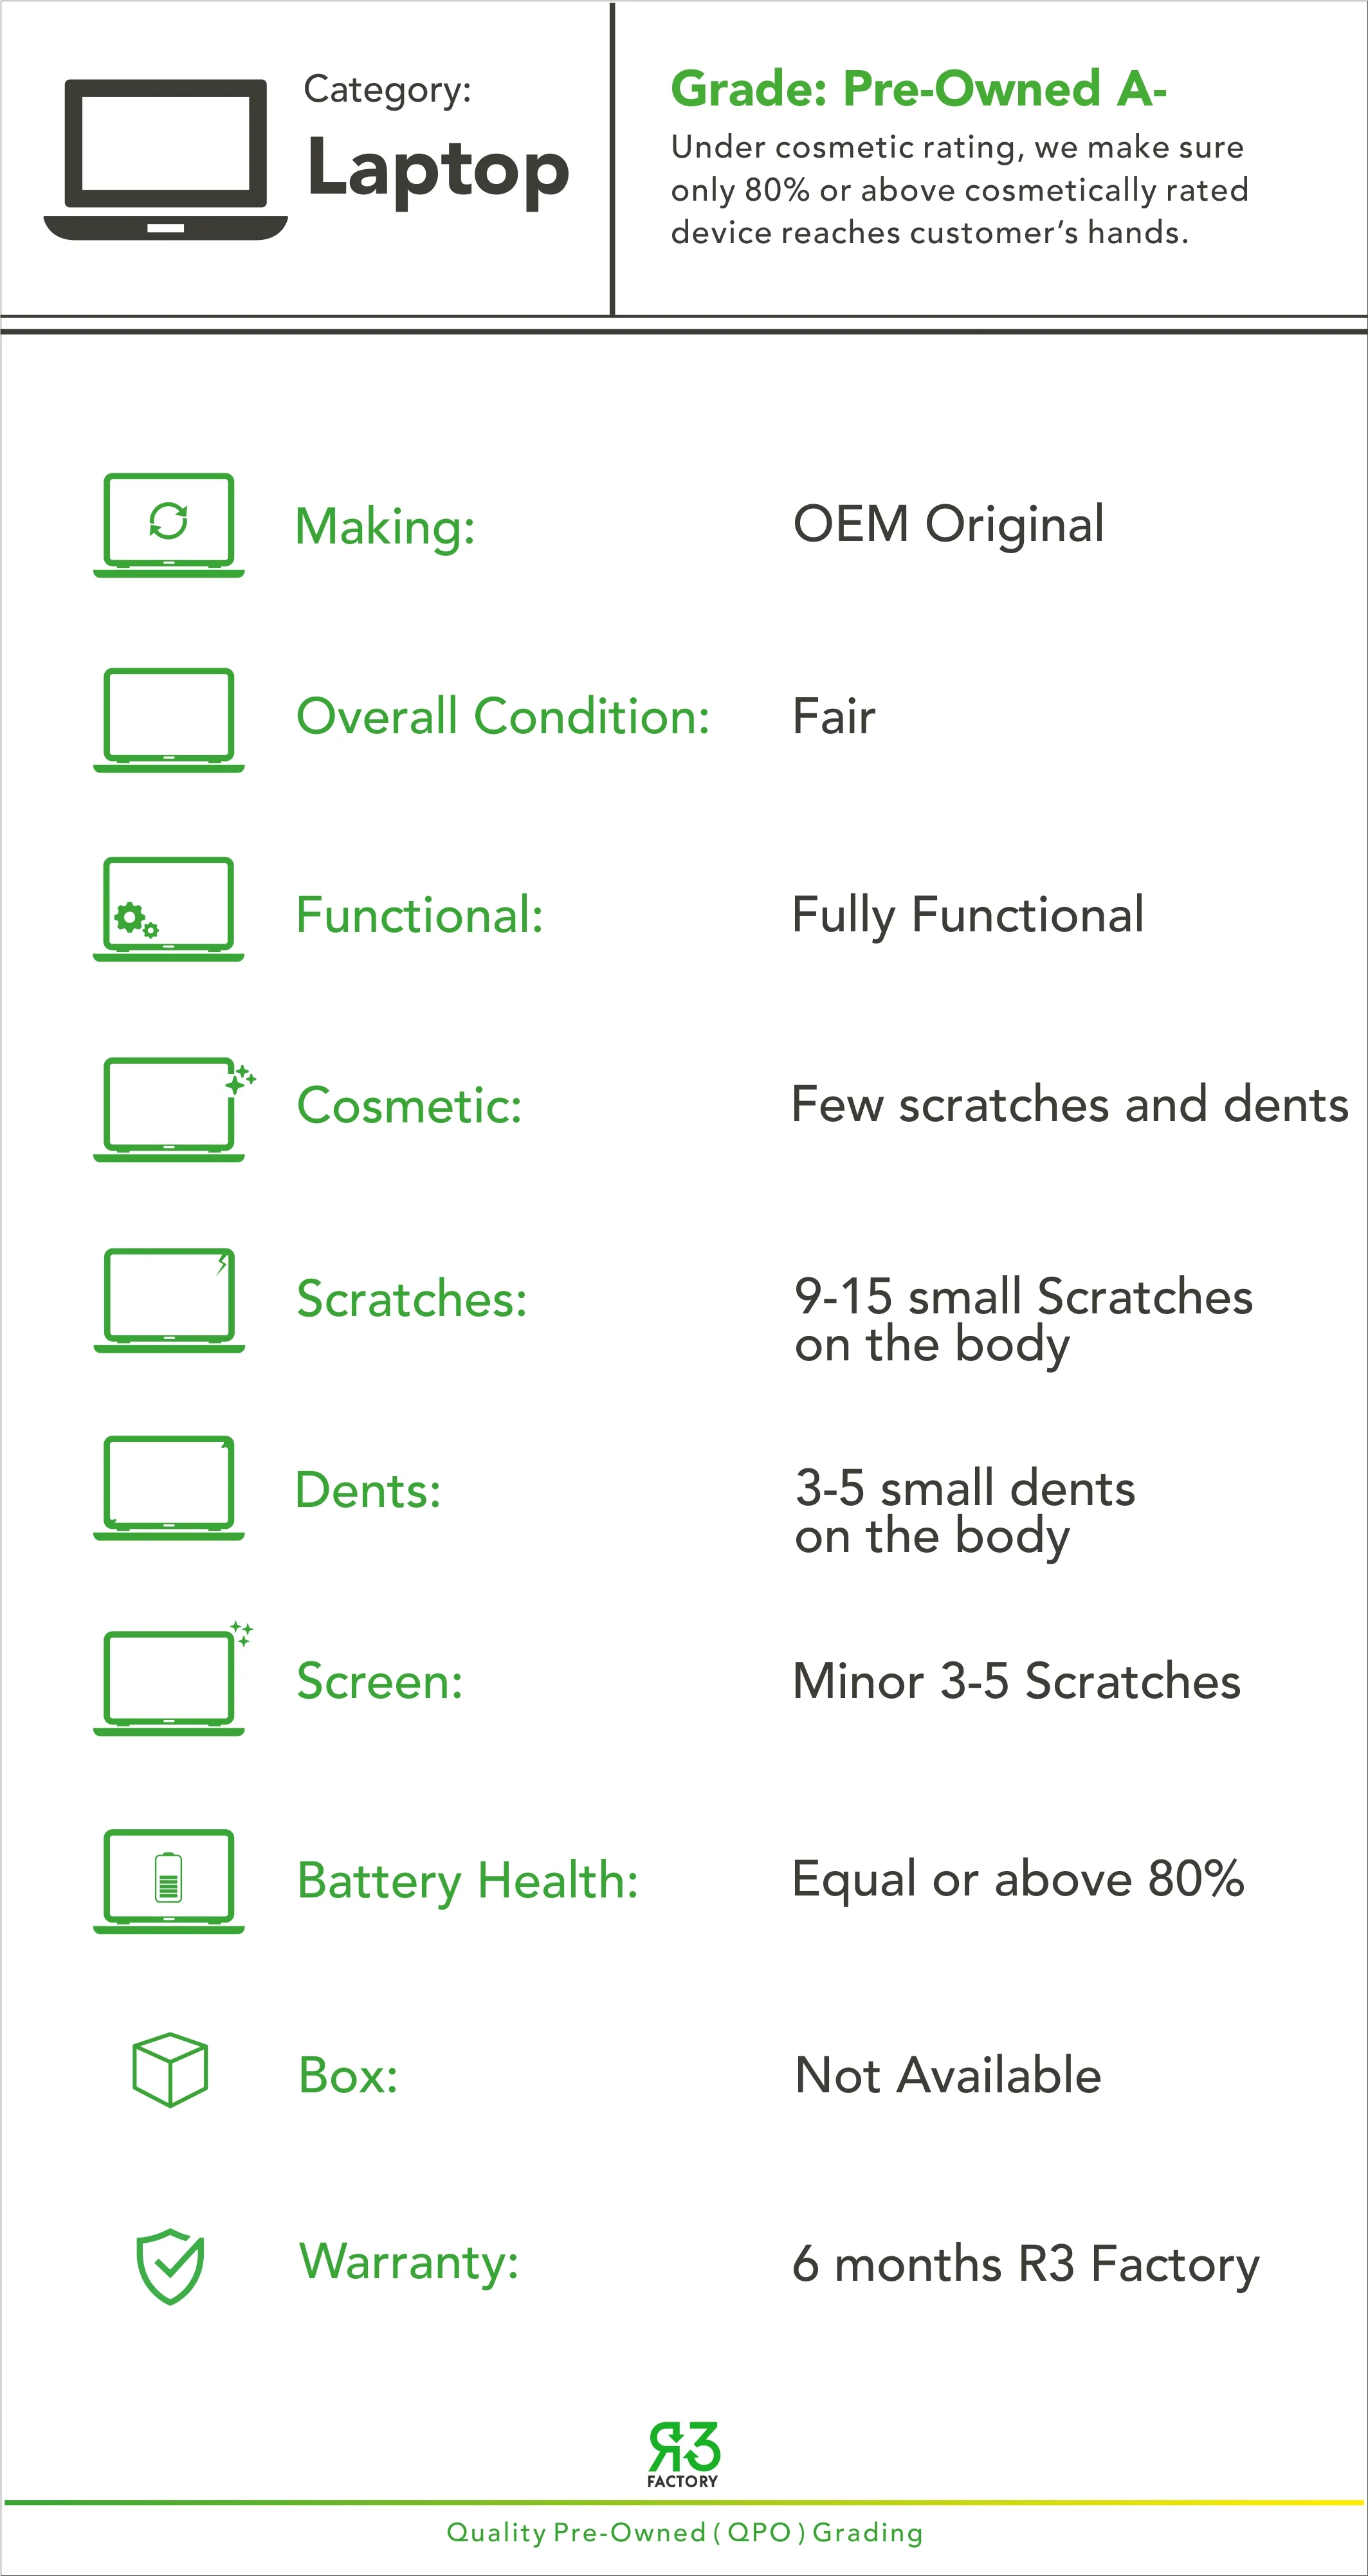 Category:
Laptop
Grade: Pre-Owned A-
Under cosmetic rating, we make sure
only 80% or above cosmetically rated
device reaches customer's hands.
Making: OEM Original
Overall Condition: Fair
Functional: Fully Functional
Cosmetic: Few scratches and dents
Scratches: 9-15 small Scratches
on the body
Dents: 3-5 small dents
on the body
Screen: Minor 3-5 Scratches
Battery Health: Equal or above 80%
Box: Not Available
Warranty: 6 months R3 Factory
R3
FACTORY
Quality Pre-Owned ( QPO ) Grading